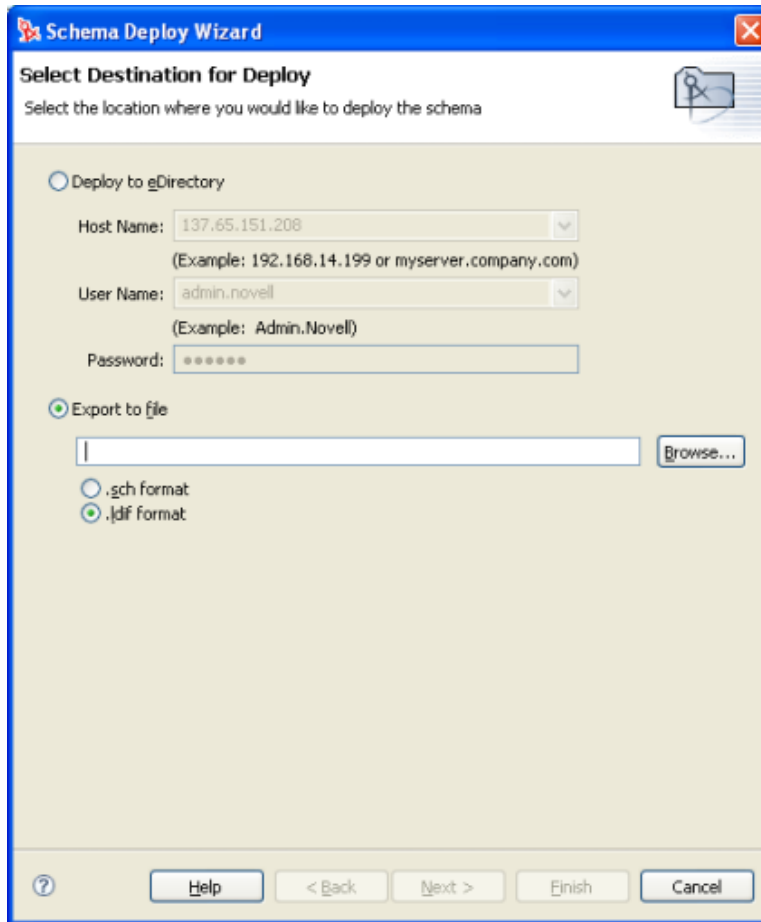 Schema Deploy Wizard
Select Destination for Deploy
Select the location where you would like to deploy the schema
Deploy to eDirectory
Host Name: 137.65.151.208
(Example: 192.168.14.199 or myserver.company.com)
User Name: admin.novell
(Example: Admin.Novell)
Password: ●●●●●●
Export to file
Browse...
.sch format
.ldif format
? Help < Back Next > Finish Cancel